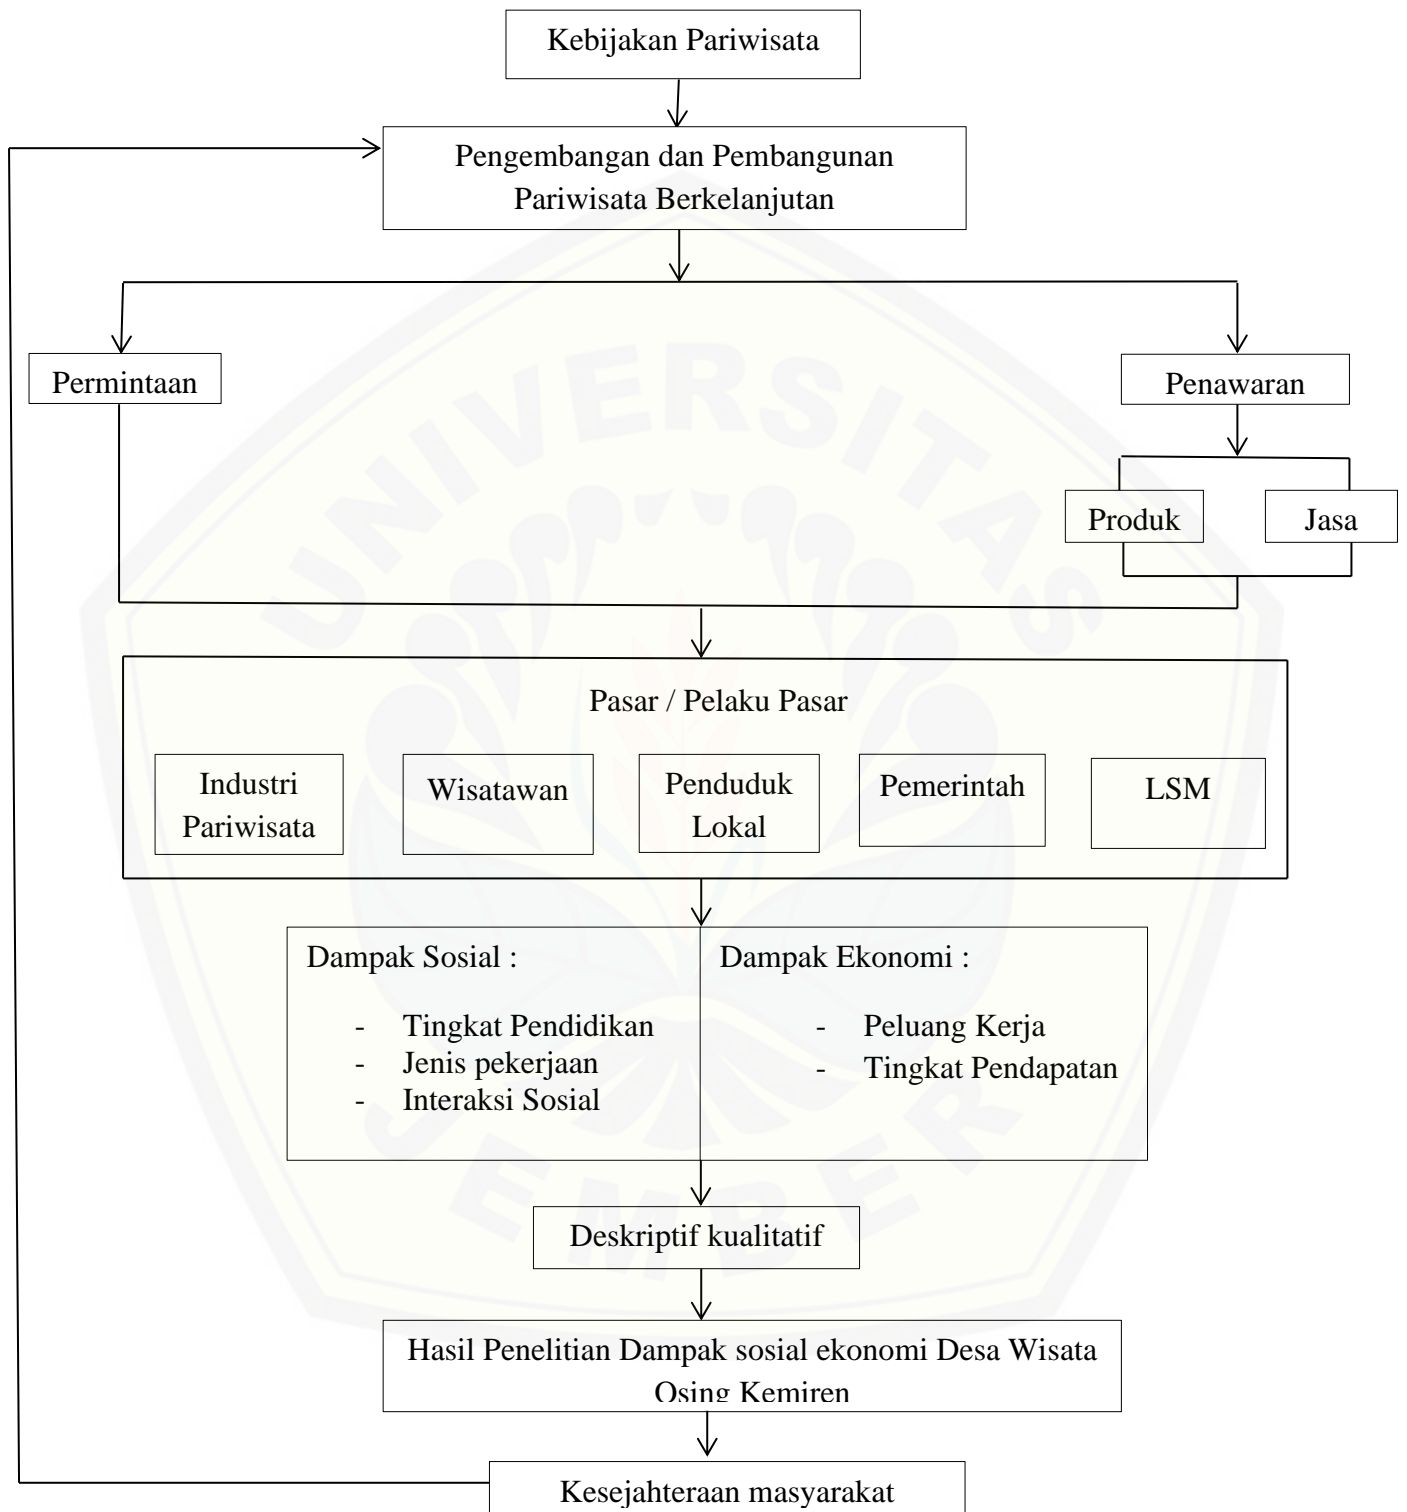 Kebijakan Pariwisata
Pengembangan dan Pembangunan
Pariwisata Berkelanjutan
Permintaan
Penawaran
Produk
Jasa
Pasar / Pelaku Pasar
Industri
Pariwisata
Wisatawan
Penduduk
Lokal
Pemerintah
LSM
Dampak Sosial :
- Tingkat Pendidikan
- Jenis pekerjaan
- Interaksi Sosial
Dampak Ekonomi :
- Peluang Kerja
- Tingkat Pendapatan
Deskriptif kualitatif
Hasil Penelitian Dampak sosial ekonomi Desa Wisata
Osing Kemiren
Kesejahteraan masyarakat
UNIVERSITAS
JEMBER